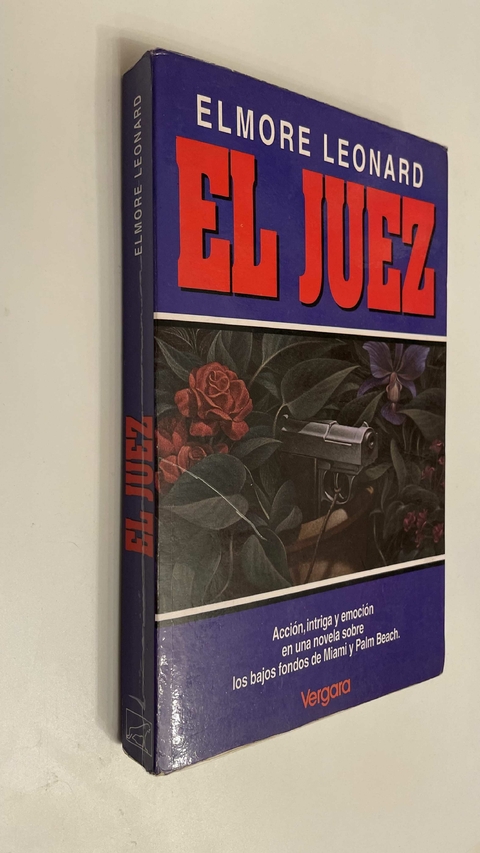 ELMORE LEONARD
EL JUEZ
Acción, intriga y emoción
en una novela sobre
los bajos fondos de Miami y Palm Beach.
Vergara
ELMORE LEONARD
EL JUEZ